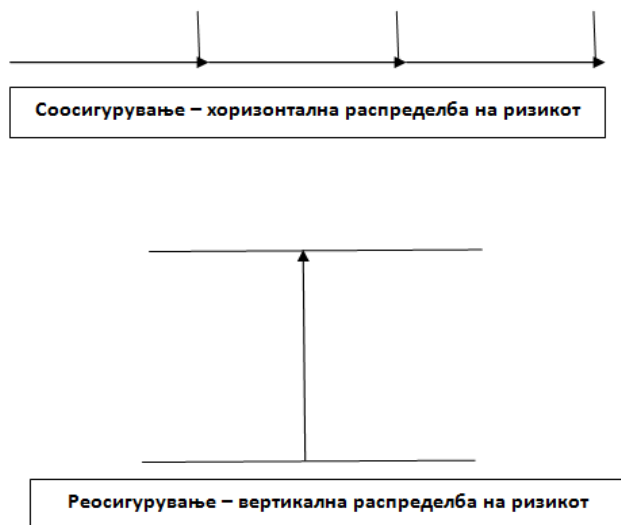 Соосигурување – хоризонтална распределба на ризикот
Реосигурување – вертикална распределба на ризикот